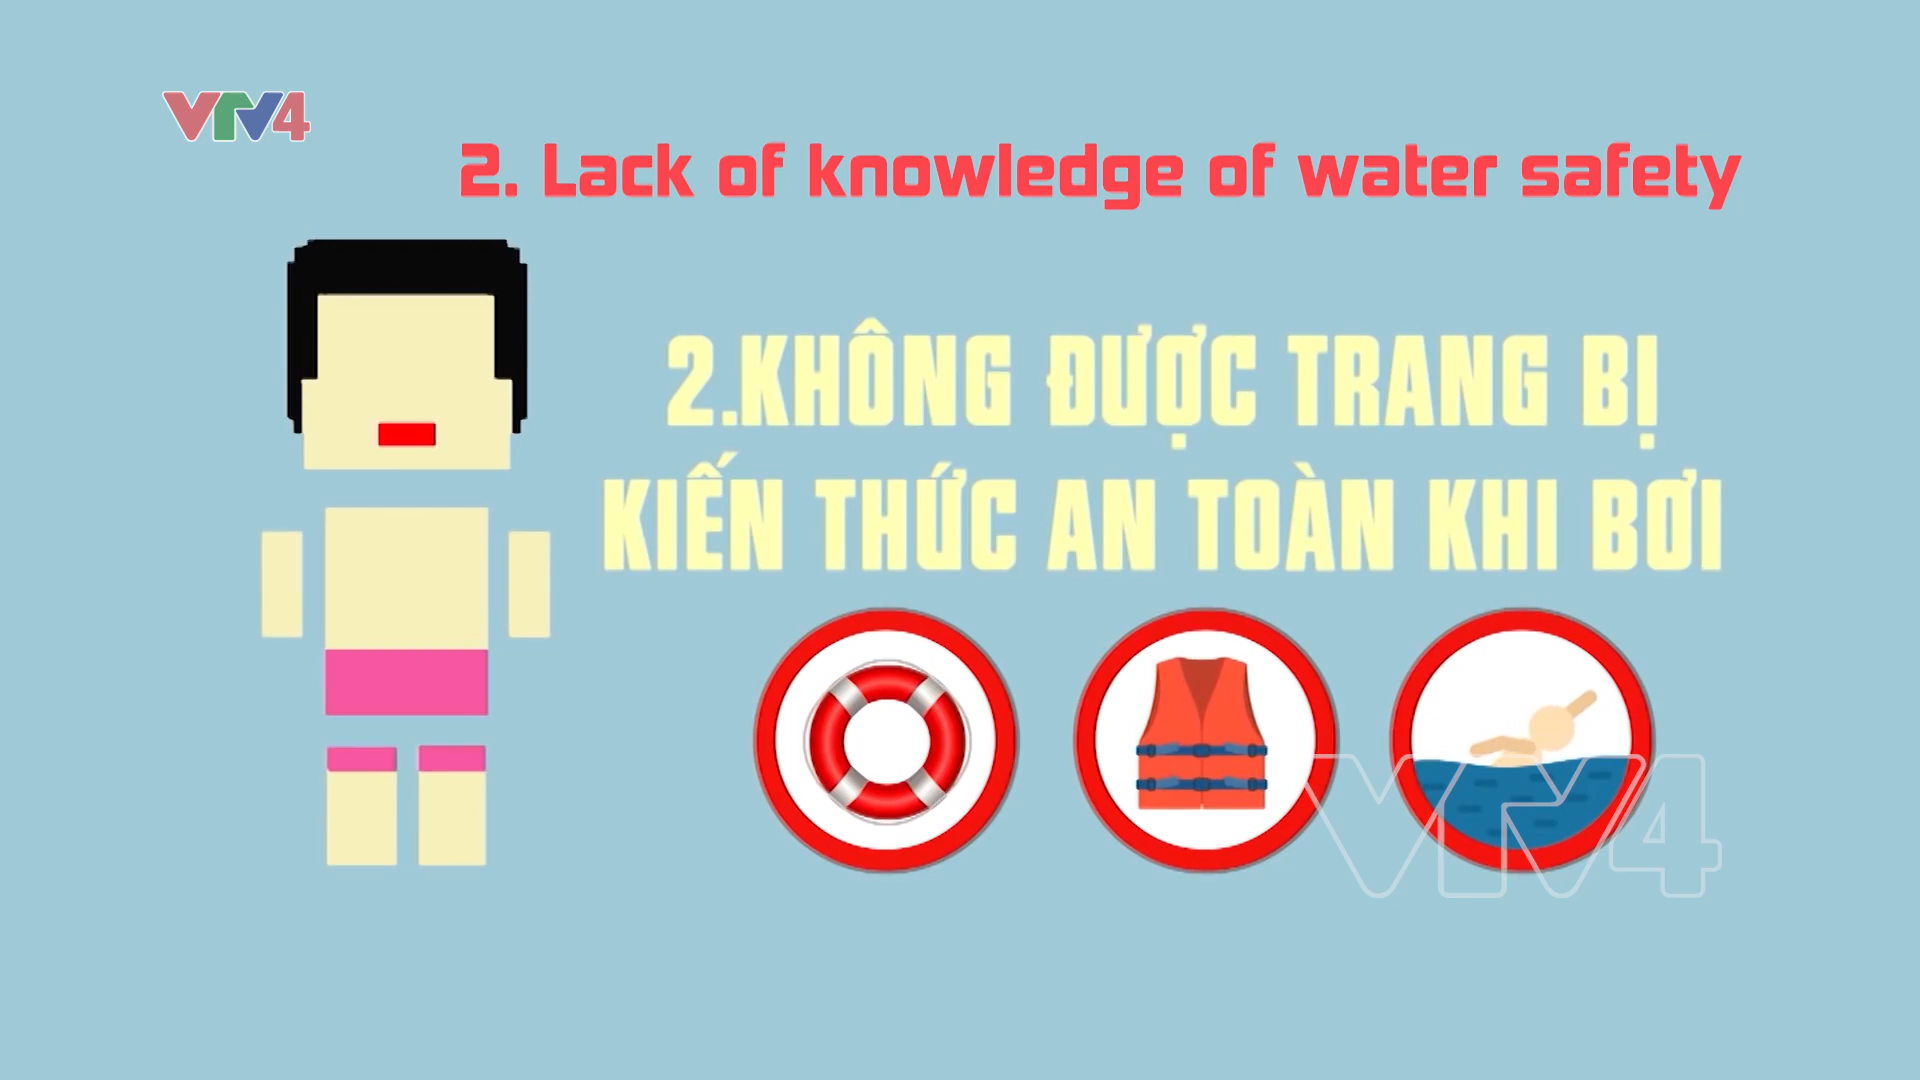 VTV4
2. Lack of knowledge of water safety
2.KHÔNG ĐƯỢC TRANG BỊ
KIẾN THỨC AN TOÀN KHI BƠI
VTV4